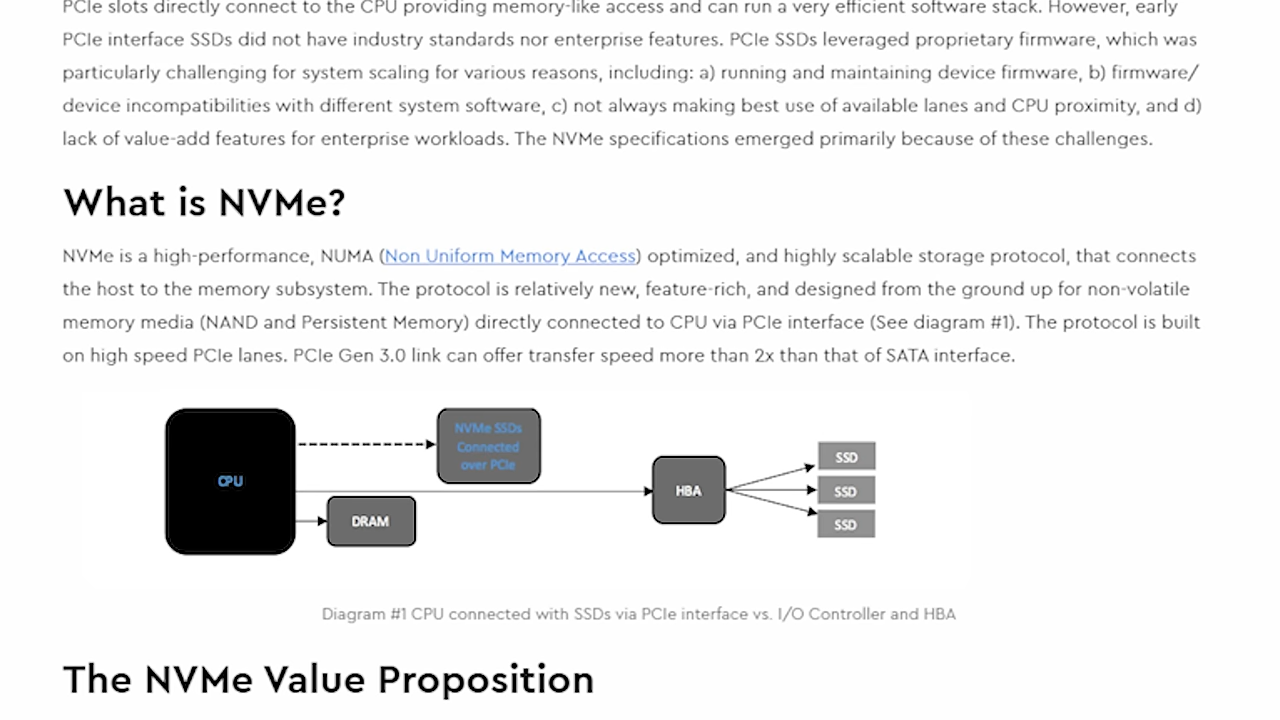 PCIe slots directly connect to the CPU providing memory-like access and can run a very efficient software stack. However, early
PCIe interface SSDs did not have industry standards nor enterprise features. PCIe SSDs leveraged proprietary firmware, which was
particularly challenging for system scaling for various reasons, including: a) running and maintaining device firmware, b) firmware/
device incompatibilities with different system software, c) not always making best use of available lanes and CPU proximity, and d)
lack of value-add features for enterprise workloads. The NVMe specifications emerged primarily because of these challenges.
What is NVMe?
NVMe is a high-performance, NUMA (Non Uniform Memory Access) optimized, and highly scalable storage protocol, that connects
the host to the memory subsystem. The protocol is relatively new, feature-rich, and designed from the ground up for non-volatile
memory media (NAND and Persistent Memory) directly connected to CPU via PCIe interface (See diagram #1). The protocol is built
on high speed PCIe lanes. PCIe Gen 3.0 link can offer transfer speed more than 2x than that of SATA interface.
CPU
NVMe SSDs
Connected
over PCIe
DRAM
HBA
SSD
SSD
SSD
Diagram #1 CPU connected with SSDs via PCIe interface vs. I/O Controller and HBA
The NVMe Value Proposition